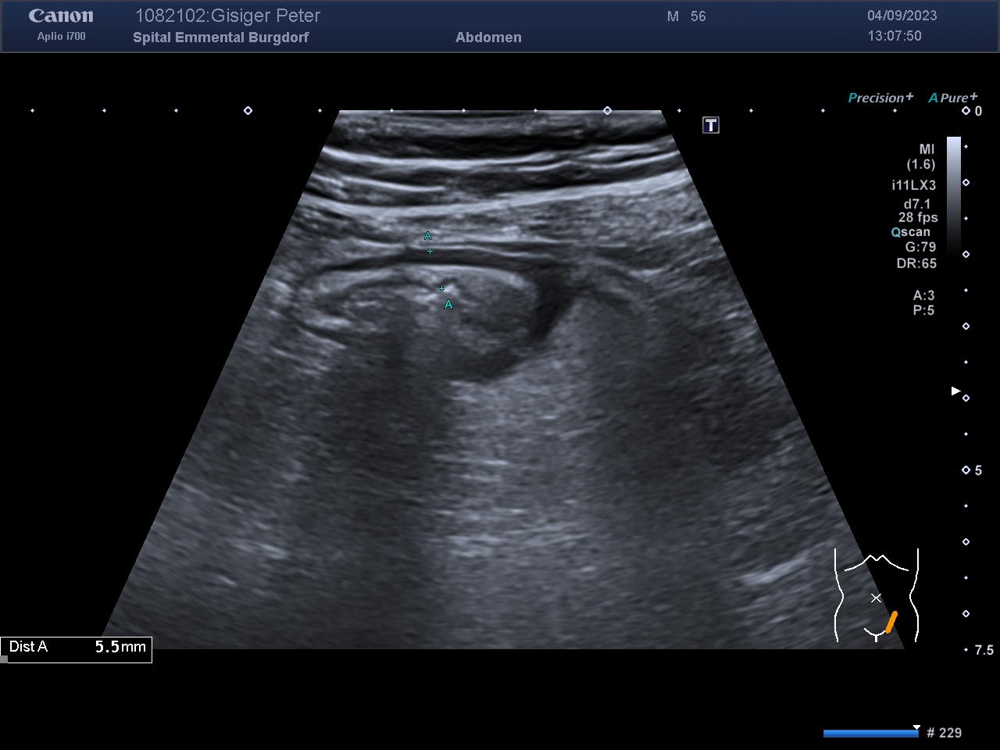 Canon
1082102:Gisiger Peter
M 56
04/09/2023
Aplio i700
Spital Emmental Burgdorf
Abdomen
13:07:50
Precision+ APure+
0
T
MI
(1.6)
i11LX3
d7.1
28 fps
Qscan
G:79
DR:65
A:3
P:5
A
A
5
Dist A 5.5mm
7.5
# 229